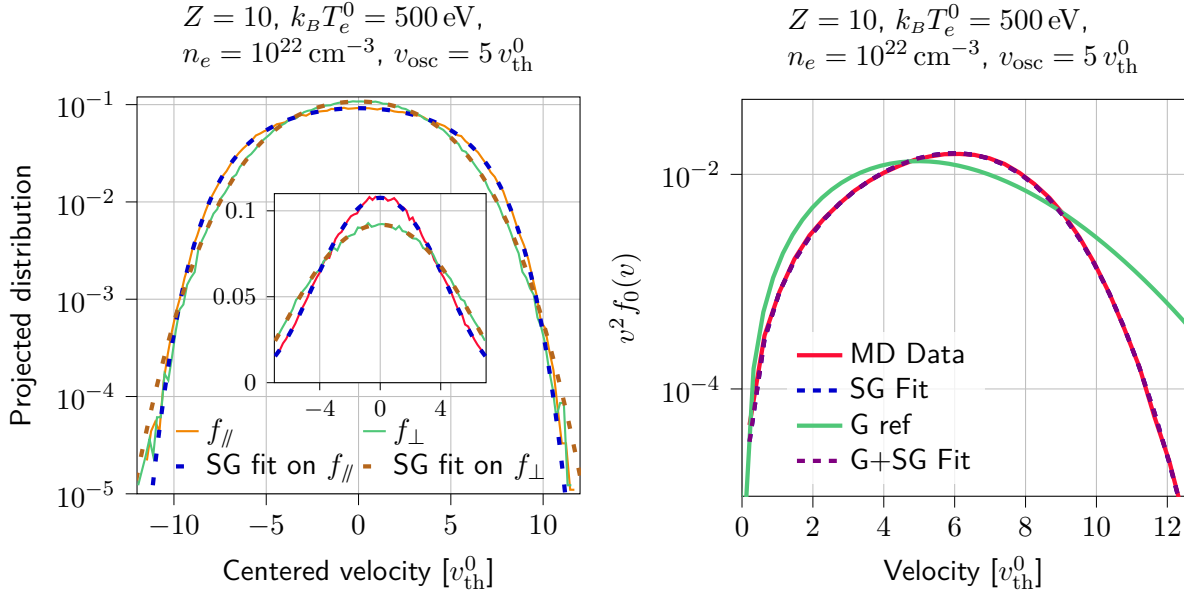 Z = 10, k_B T_e^0 = 500 eV,
n_e = 10^22 cm^−3, v_osc = 5 v_th^0
10^−1
10^−2
10^−3
10^−4
10^−5
Projected distribution
0.1
0.05
0
−4 0 4
f_∥ f_⊥
SG fit on f_∥ SG fit on f_⊥
−10 −5 0 5 10
Centered velocity [v_th^0]
Z = 10, k_B T_e^0 = 500 eV,
n_e = 10^22 cm^−3, v_osc = 5 v_th^0
10^−2
10^−4
v^2 f_0(v)
MD Data
SG Fit
G ref
G+SG Fit
0 2 4 6 8 10 12
Velocity [v_th^0]